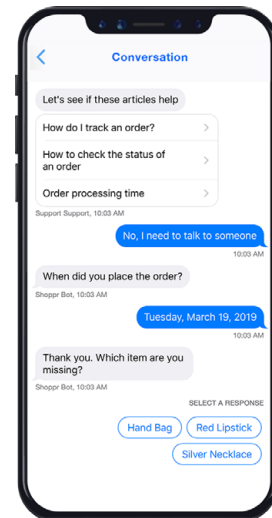 Conversation
Let's see if these articles help
How do I track an order?
How to check the status of
an order
Order processing time
Support Support, 10:03 AM
No, I need to talk to someone
10:03 AM
When did you place the order?
Shoppr Bot, 10:03 AM
Tuesday, March 19, 2019
10:03 AM
Thank you. Which item are you
missing?
Shoppr Bot, 10:03 AM
SELECT A RESPONSE
Hand Bag
Red Lipstick
Silver Necklace